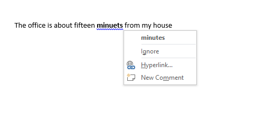 The office is about fifteen minuets from my house
minutes
Ignore
Hyperlink...
New Comment